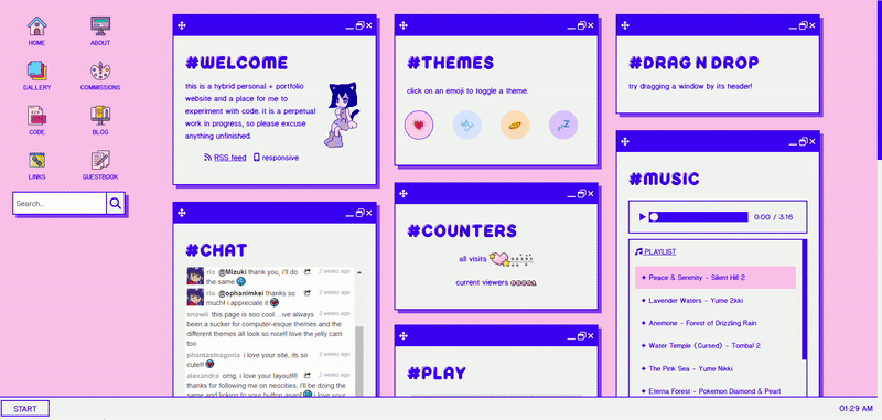 HOME
ABOUT
GALLERY
COMMISSIONS
CODE
BLOG
LINKS
GUESTBOOK
Search...
#WELCOME
this is a hybrid personal + portfolio
website and a place for me to
experiment with code. it is a perpetual
work in progress, so please excuse
anything unfinished.
RSS feed
responsive
#CHAT
rio @Mizuki thank you, i'll do
2 weeks ago
the same
rio @ophanimkei thanks so
2 weeks ago
much! i appreciate it
snowii this page is soo cool...ive always
2 weeks ago
been a sucker for computer-esque themes and the
different themes all look so nice!! love the jelly cam
too
phantasmagoria i love your site, its so
2 weeks ago
cute!!
alexandra omg, i love your layout!!!
2 weeks ago
thanks for following me on neocities, i'll be doing the
same and linking to your button asap! i love your
#THEMES
click on an emoji to toggle a theme.
#COUNTERS
all visits
current viewers
#PLAY
#DRAG N DROP
try dragging a window by its header!
#MUSIC
0:00 / 3:16
PLAYLIST
✦ Peace & Serenity - Silent Hill 2
✦ Lavender Waters - Yume 2kki
✦ Anemone - Forest of Drizzling Rain
✦ Water Temple (Cursed) - Tomba! 2
✦ The Pink Sea - Yume Nikki
✦ Eterna Forest - Pokemon Diamond & Pearl
START
01:29 AM